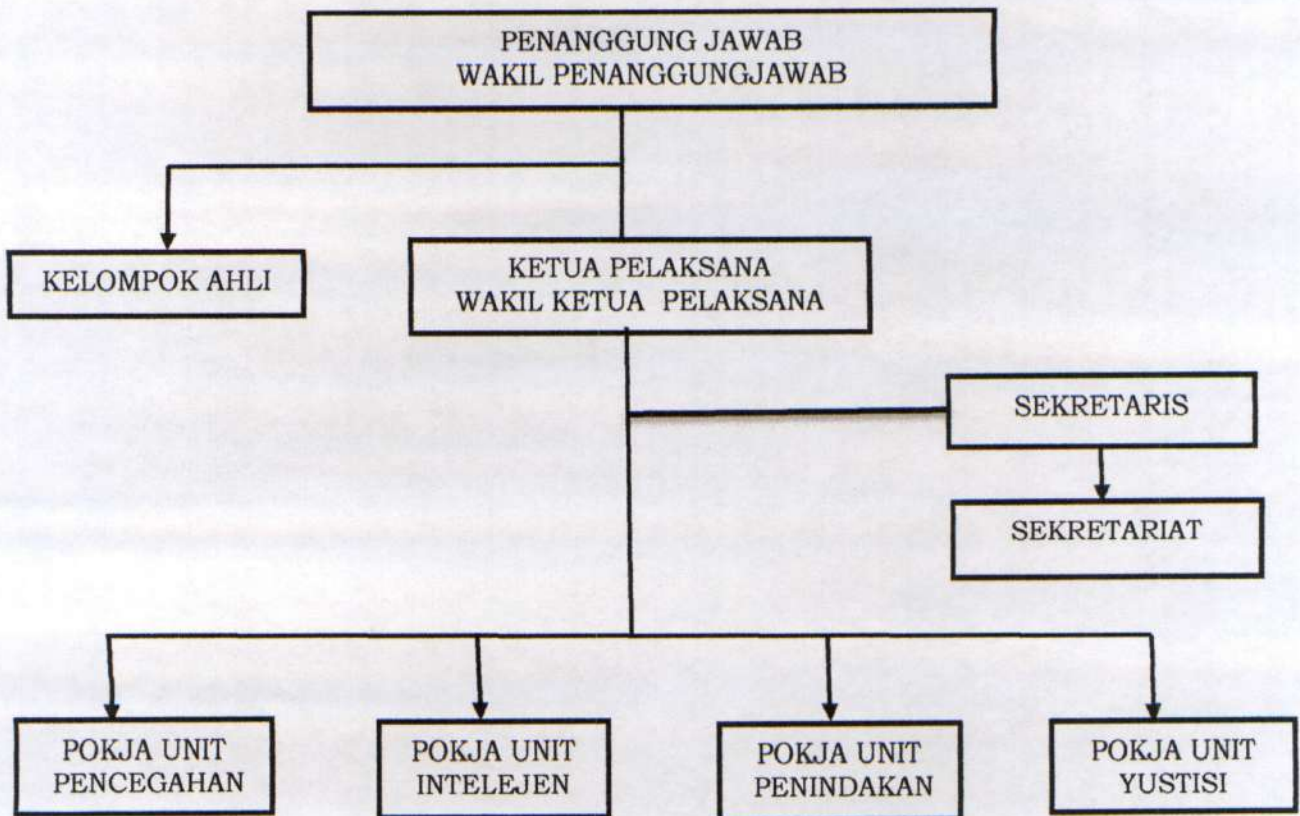 PENANGGUNG JAWAB
WAKIL PENANGGUNGJAWAB
KELOMPOK AHLI
KETUA PELAKSANA
WAKIL KETUA PELAKSANA
SEKRETARIS
SEKRETARIAT
POKJA UNIT
PENCEGAHAN
POKJA UNIT
INTELEJEN
POKJA UNIT
PENINDAKAN
POKJA UNIT
YUSTISI